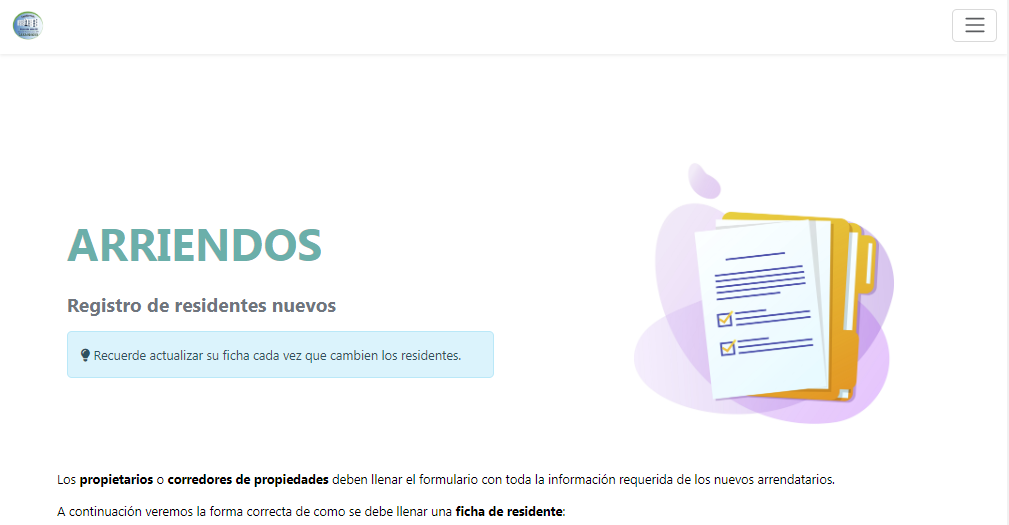 ARRIENDOS
Registro de residentes nuevos
Recuerde actualizar su ficha cada vez que cambien los residentes.
Los propietarios o corredores de propiedades deben llenar el formulario con toda la información requerida de los nuevos arrendatarios.
A continuación veremos la forma correcta de como se debe llenar una ficha de residente: